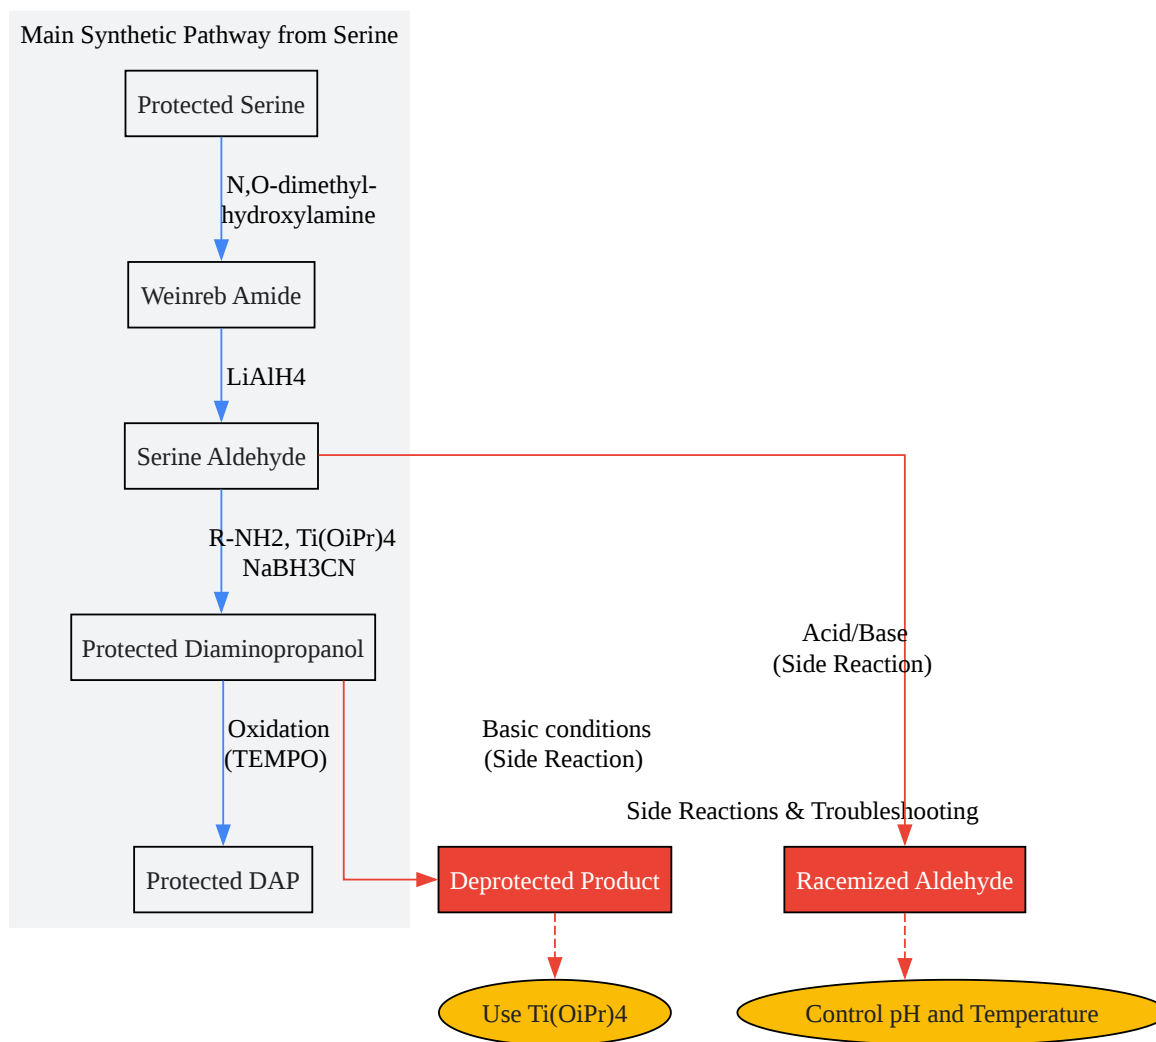 Main Synthetic Pathway from Serine
Protected Serine
N,O-dimethyl-
hydroxylamine
Weinreb Amide
LiAlH4
Serine Aldehyde
R-NH2, Ti(OiPr)4
NaBH3CN
Acid/Base
(Side Reaction)
Protected Diaminopropanol
Oxidation
(TEMPO)
Basic conditions
(Side Reaction)
Side Reactions & Troubleshooting
Protected DAP
Deprotected Product
Racemized Aldehyde
Use Ti(OiPr)4
Control pH and Temperature